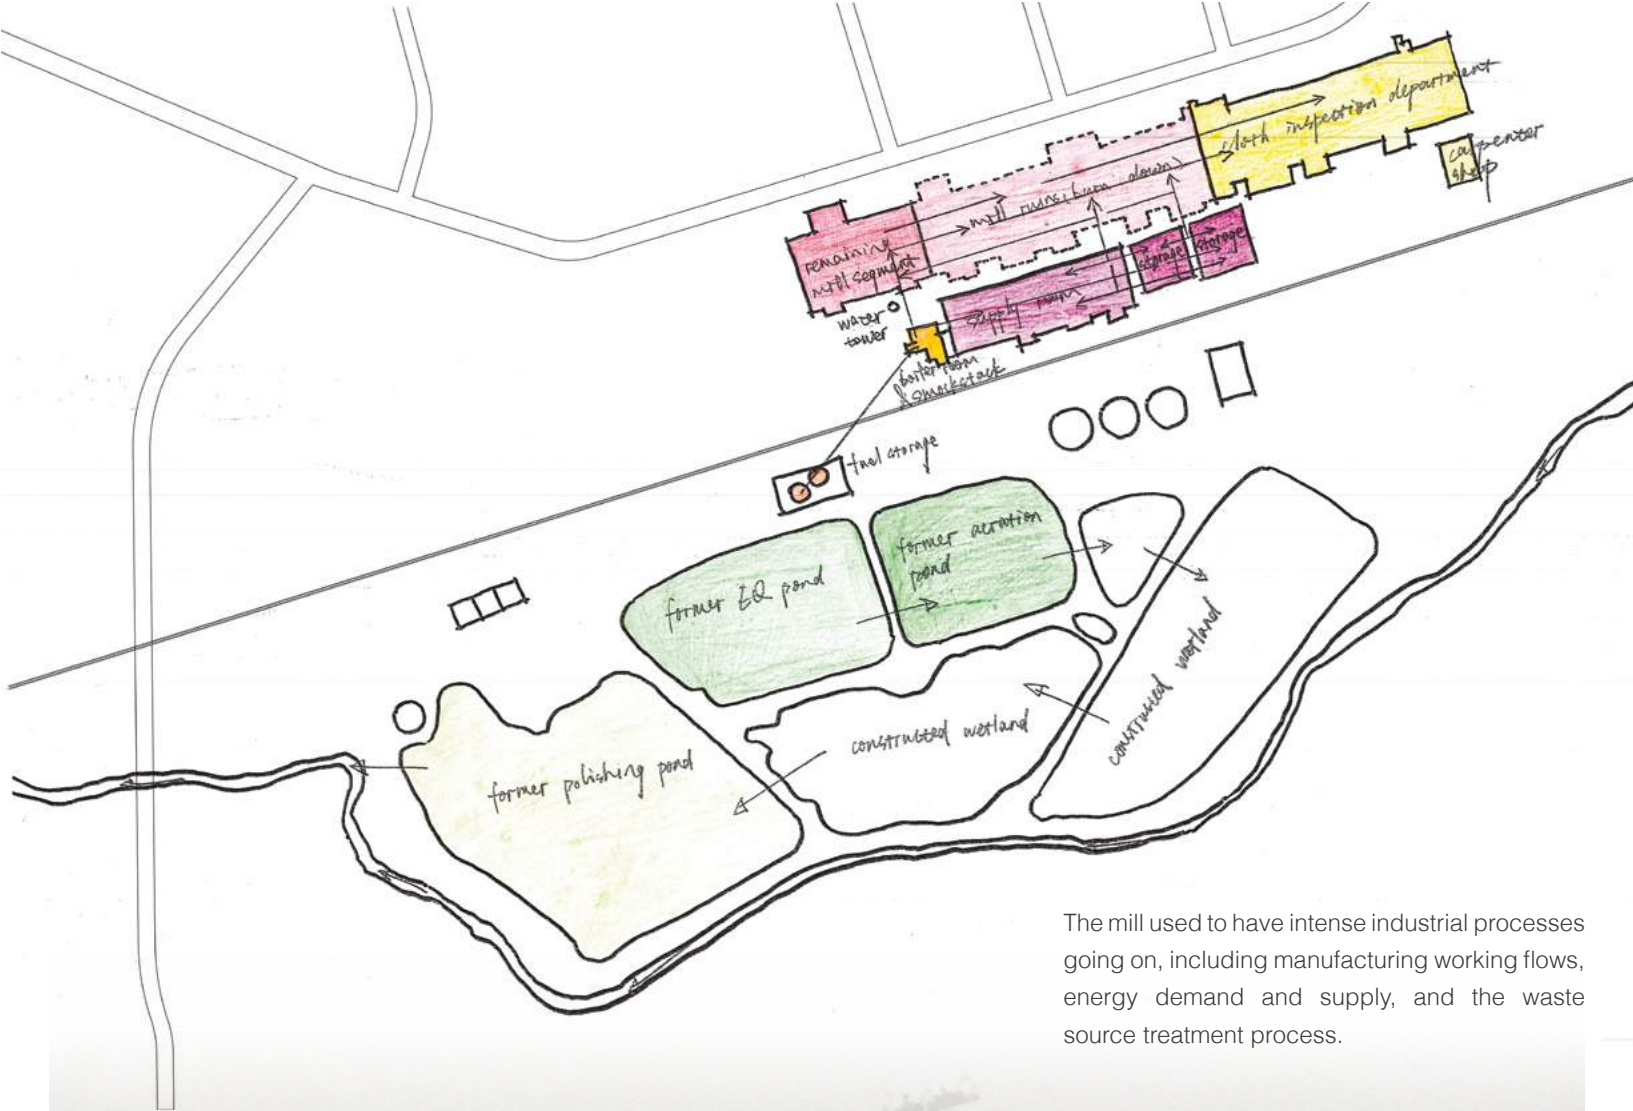 cloth inspection department
carpenter
shop
mill ruins (burn down)
remaining
mill segment
storage
storage
supply room
water
tower
boiler room
& smockstack
fuel storage
former aeration
pond
former EQ pond
constructed wetland
constructed wetland
former polishing pond
The mill used to have intense industrial processes
going on, including manufacturing working flows,
energy demand and supply, and the waste
source treatment process.